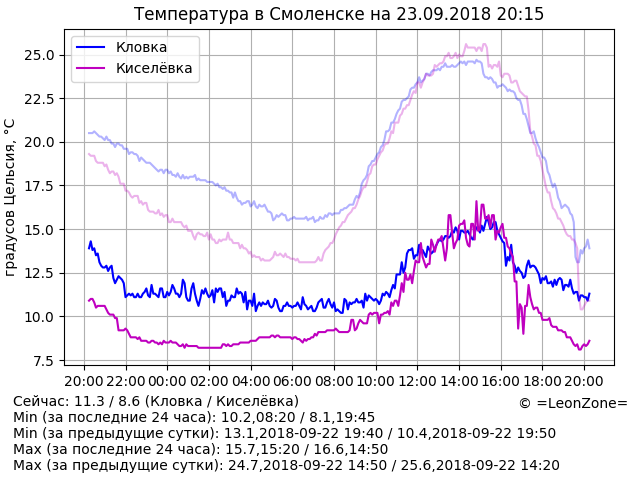 Температура в Смоленске на 23.09.2018 20:15
Кловка
Киселёвка
градусов Цельсия, °C
25.0
22.5
20.0
17.5
15.0
12.5
10.0
7.5
20:00 22:00 00:00 02:00 04:00 06:00 08:00 10:00 12:00 14:00 16:00 18:00 20:00
Сейчас: 11.3 / 8.6 (Кловка / Киселёвка)
© =LeonZone=
Min (за последние 24 часа): 10.2,08:20 / 8.1,19:45
Min (за предыдущие сутки): 13.1,2018-09-22 19:40 / 10.4,2018-09-22 19:50
Max (за последние 24 часа): 15.7,15:20 / 16.6,14:50
Max (за предыдущие сутки): 24.7,2018-09-22 14:50 / 25.6,2018-09-22 14:20